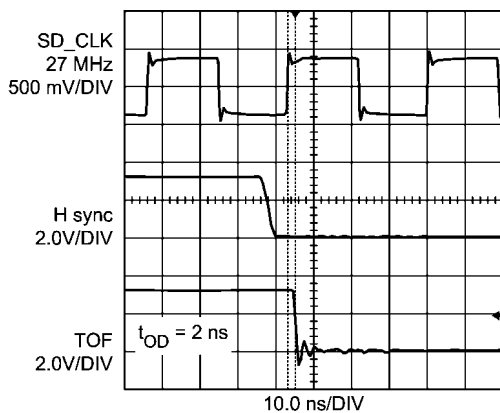 SD_CLK
27 MHz
500 mV/DIV
H sync
2.0V/DIV
tOD = 2 ns
TOF
2.0V/DIV
10.0 ns/DIV